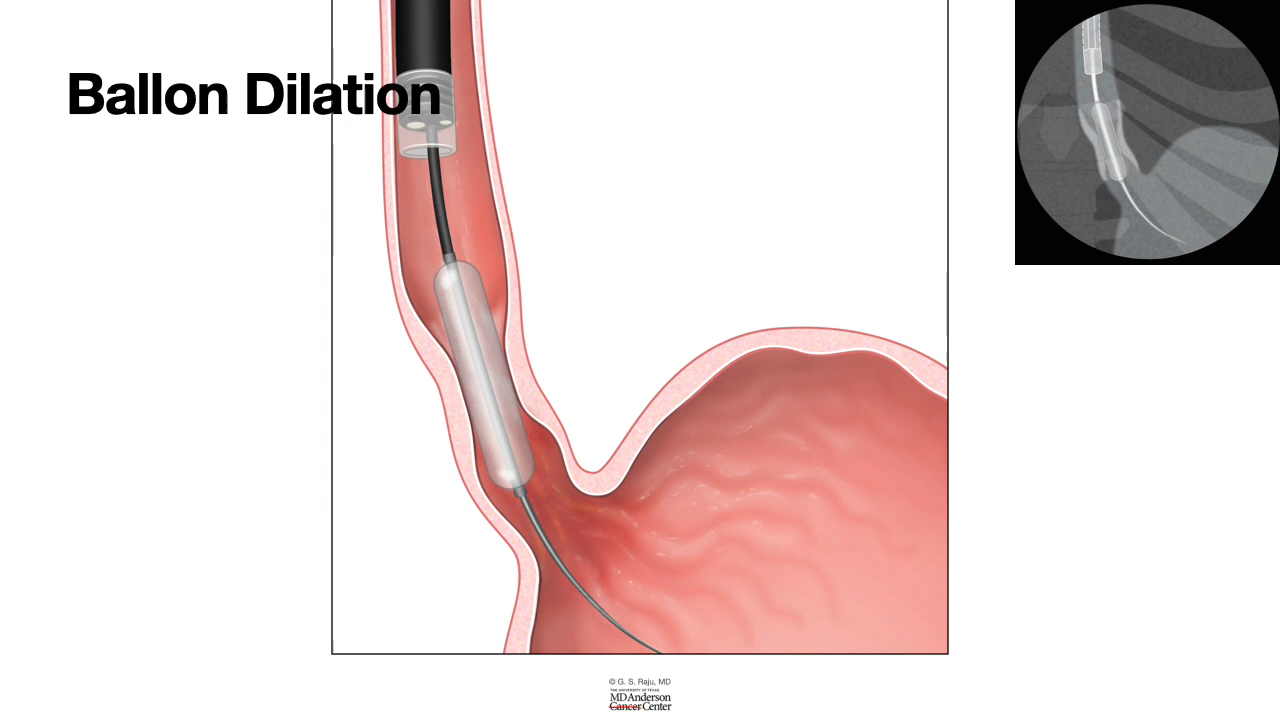 Ballon Dilation
© G. S. Raju, MD
THE UNIVERSITY OF TEXAS
MD Anderson
Cancer Center